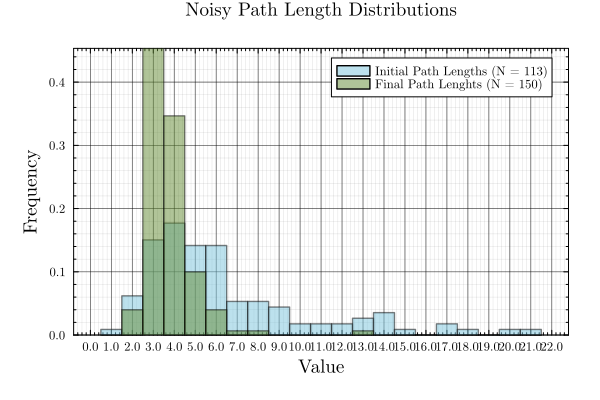 Noisy Path Length Distributions
Initial Path Lengths (N = 113)
Final Path Lenghts (N = 150)
Frequency
0.4
0.3
0.2
0.1
0.0
0.0 1.0 2.0 3.0 4.0 5.0 6.0 7.0 8.0 9.0 10.0 11.0 12.0 13.0 14.0 15.0 16.0 17.0 18.0 19.0 20.0 21.0 22.0
Value